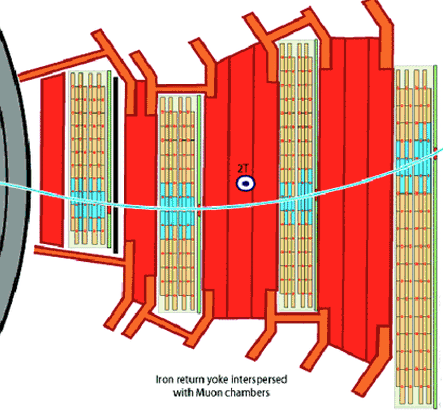 2T
Iron return yoke interspersed
with Muon chambers